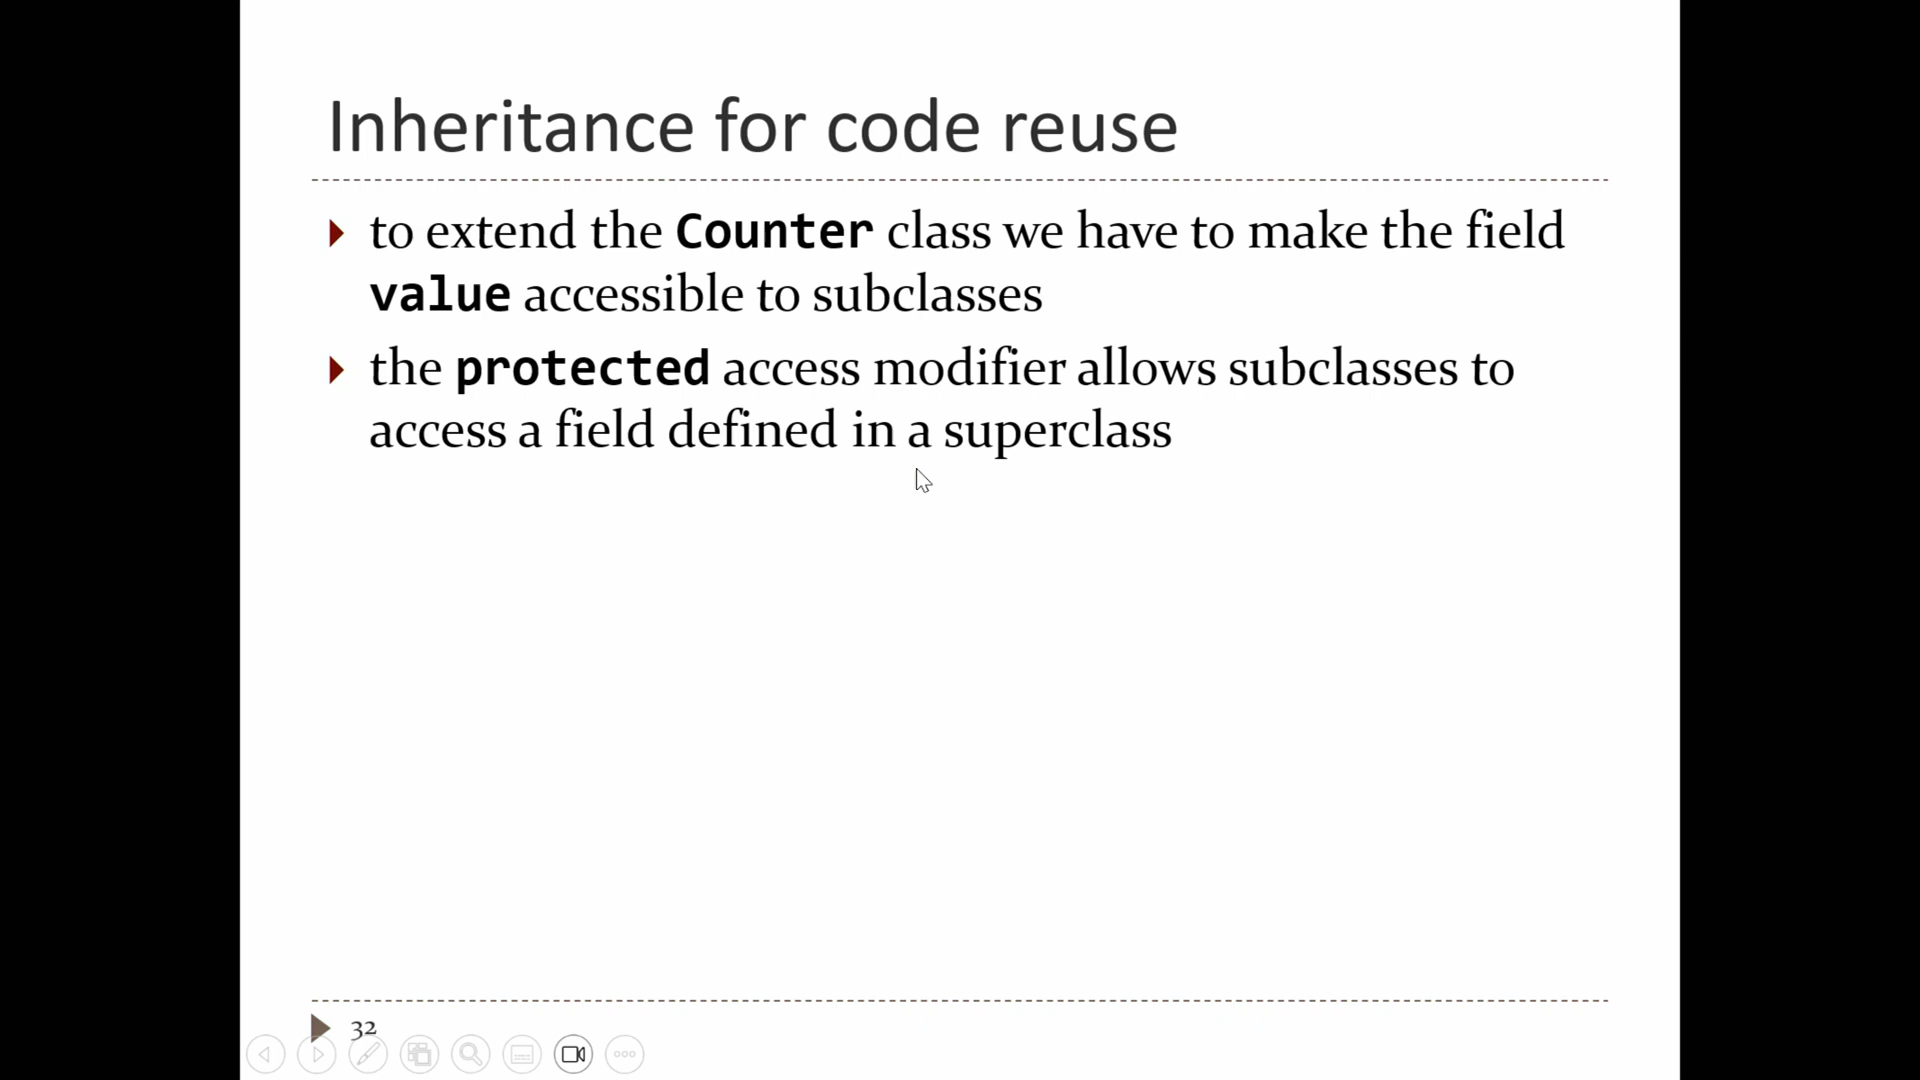 Inheritance for code reuse
to extend the Counter class we have to make the field
value accessible to subclasses
the protected access modifier allows subclasses to
access a field defined in a superclass
32